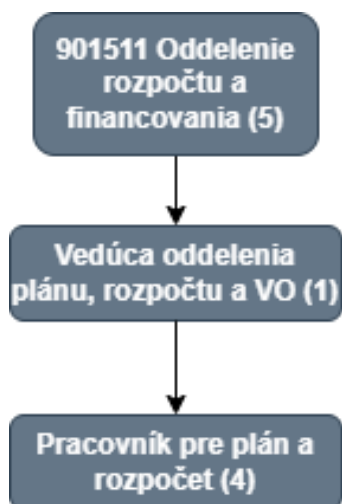 901511 Oddelenie
rozpočtu a
financovania (5)
Vedúca oddelenia
plánu, rozpočtu a VO (1)
Pracovník pre plán a
rozpočet (4)